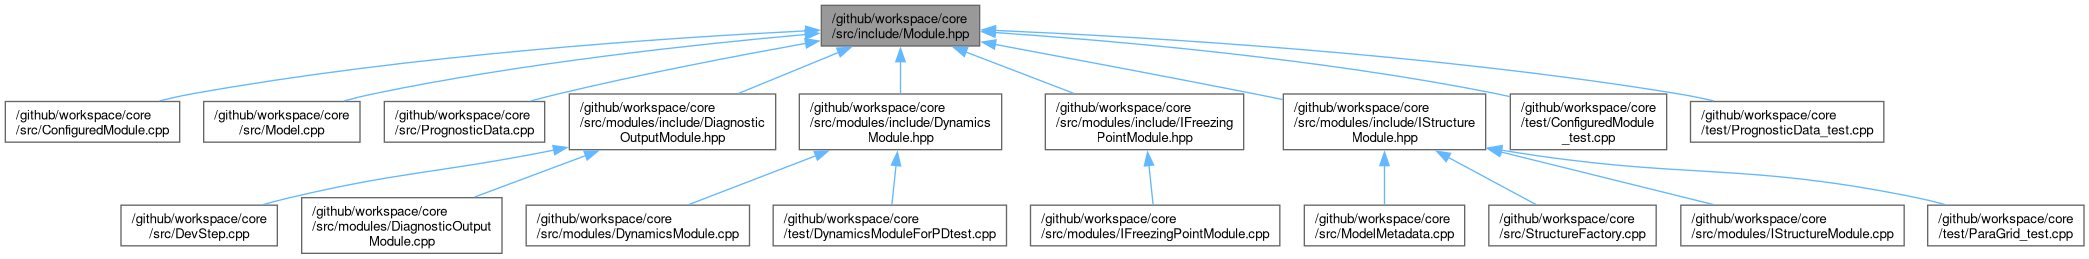 /github/workspace/core
/src/include/Module.hpp
/github/workspace/core
/src/ConfiguredModule.cpp
/github/workspace/core
/src/Model.cpp
/github/workspace/core
/src/PrognosticData.cpp
/github/workspace/core
/src/modules/include/Diagnostic
OutputModule.hpp
/github/workspace/core
/src/modules/include/Dynamics
Module.hpp
/github/workspace/core
/src/modules/include/IFreezing
PointModule.hpp
/github/workspace/core
/src/modules/include/IStructure
Module.hpp
/github/workspace/core
/test/ConfiguredModule
_test.cpp
/github/workspace/core
/test/PrognosticData_test.cpp
/github/workspace/core
/src/DevStep.cpp
/github/workspace/core
/src/modules/DiagnosticOutput
Module.cpp
/github/workspace/core
/src/modules/DynamicsModule.cpp
/github/workspace/core
/test/DynamicsModuleForPDtest.cpp
/github/workspace/core
/src/modules/IFreezingPointModule.cpp
/github/workspace/core
/src/ModelMetadata.cpp
/github/workspace/core
/src/StructureFactory.cpp
/github/workspace/core
/src/modules/IStructureModule.cpp
/github/workspace/core
/test/ParaGrid_test.cpp